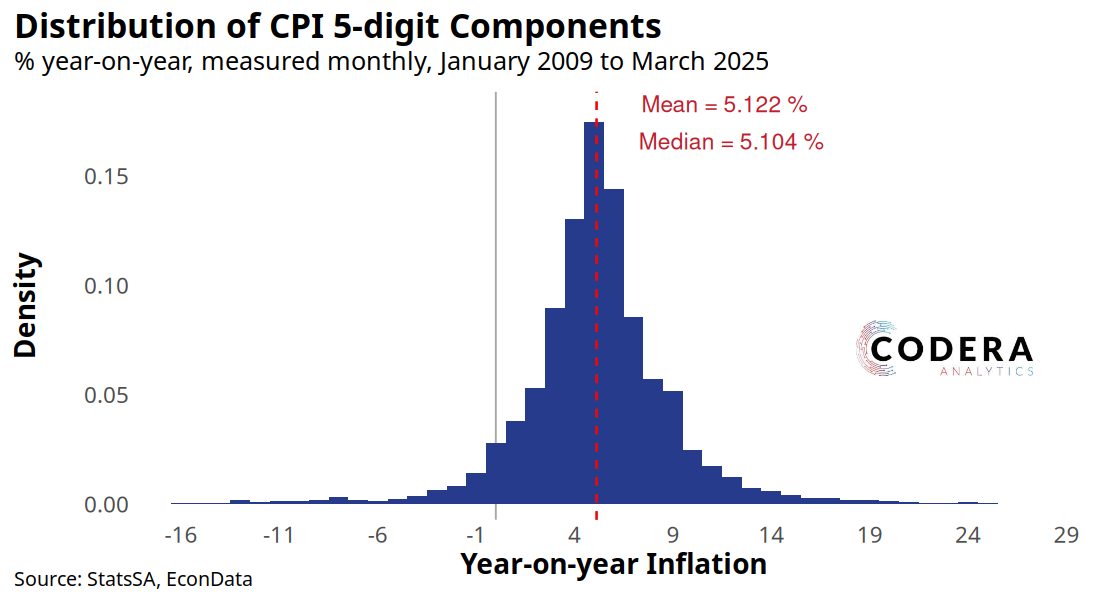 Distribution of CPI 5-digit Components
% year-on-year, measured monthly, January 2009 to March 2025
Mean = 5.122 %
Median = 5.104 %
0.15
0.10
0.05
0.00
Density
CODERA
ANALYTICS
-16 -11 -6 -1 4 9 14 19 24 29
Year-on-year Inflation
Source: StatsSA, EconData